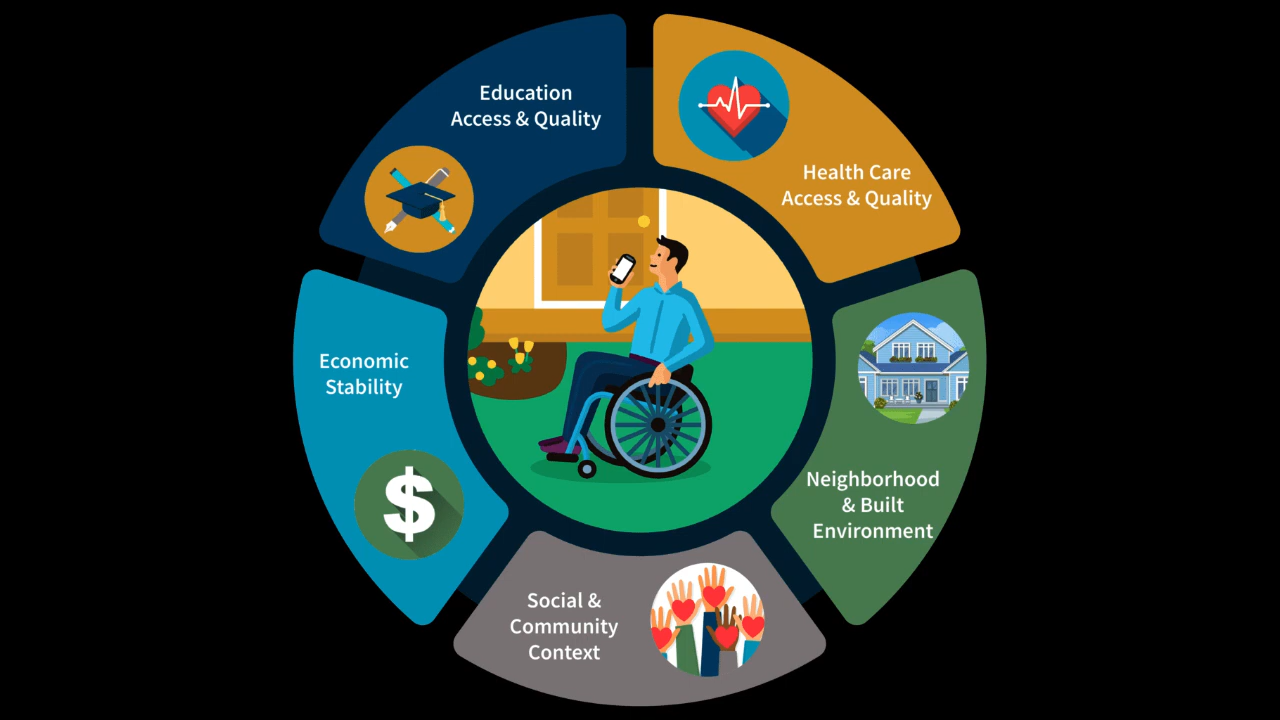 Education
Access & Quality
Health Care
Access & Quality
Economic
Stability
$
Neighborhood
& Built
Environment
Social &
Community
Context